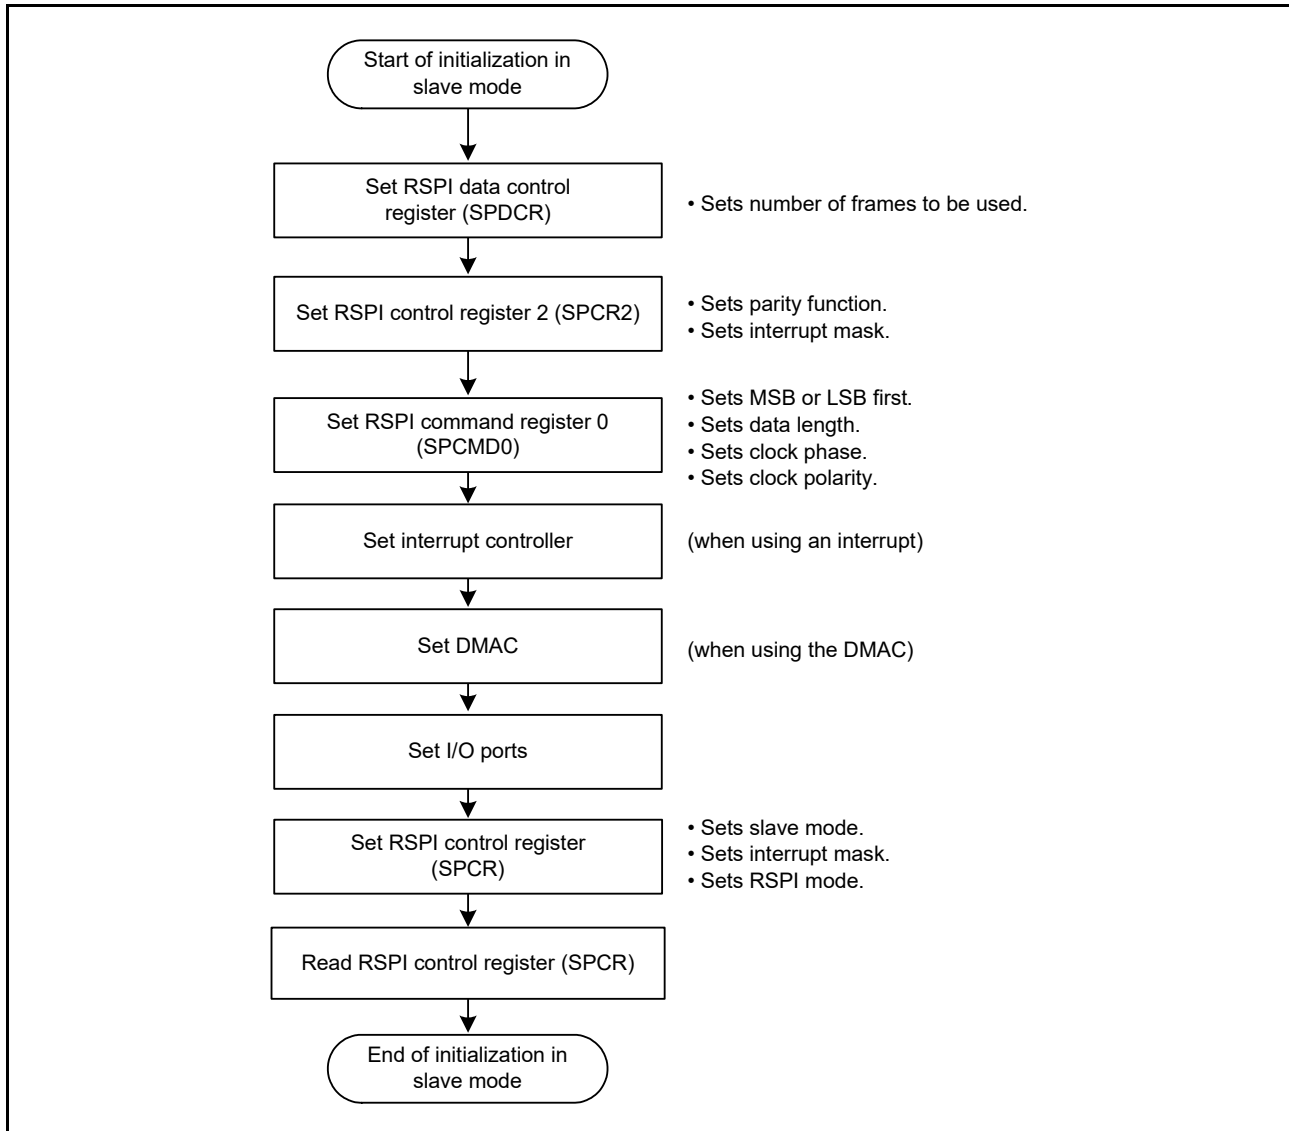 Start of initialization in
slave mode
Set RSPI data control
register (SPDCR)
• Sets number of frames to be used.
Set RSPI control register 2 (SPCR2)
• Sets parity function.
• Sets interrupt mask.
Set RSPI command register 0
(SPCMD0)
• Sets MSB or LSB first.
• Sets data length.
• Sets clock phase.
• Sets clock polarity.
Set interrupt controller
(when using an interrupt)
Set DMAC
(when using the DMAC)
Set I/O ports
Set RSPI control register
(SPCR)
• Sets slave mode.
• Sets interrupt mask.
• Sets RSPI mode.
Read RSPI control register (SPCR)
End of initialization in
slave mode